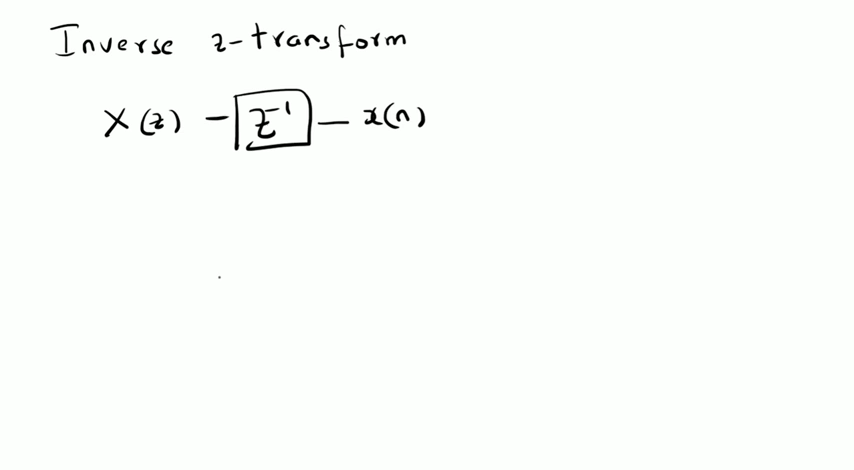 Inverse z-transform
X(z) - Z⁻¹ - x(n)